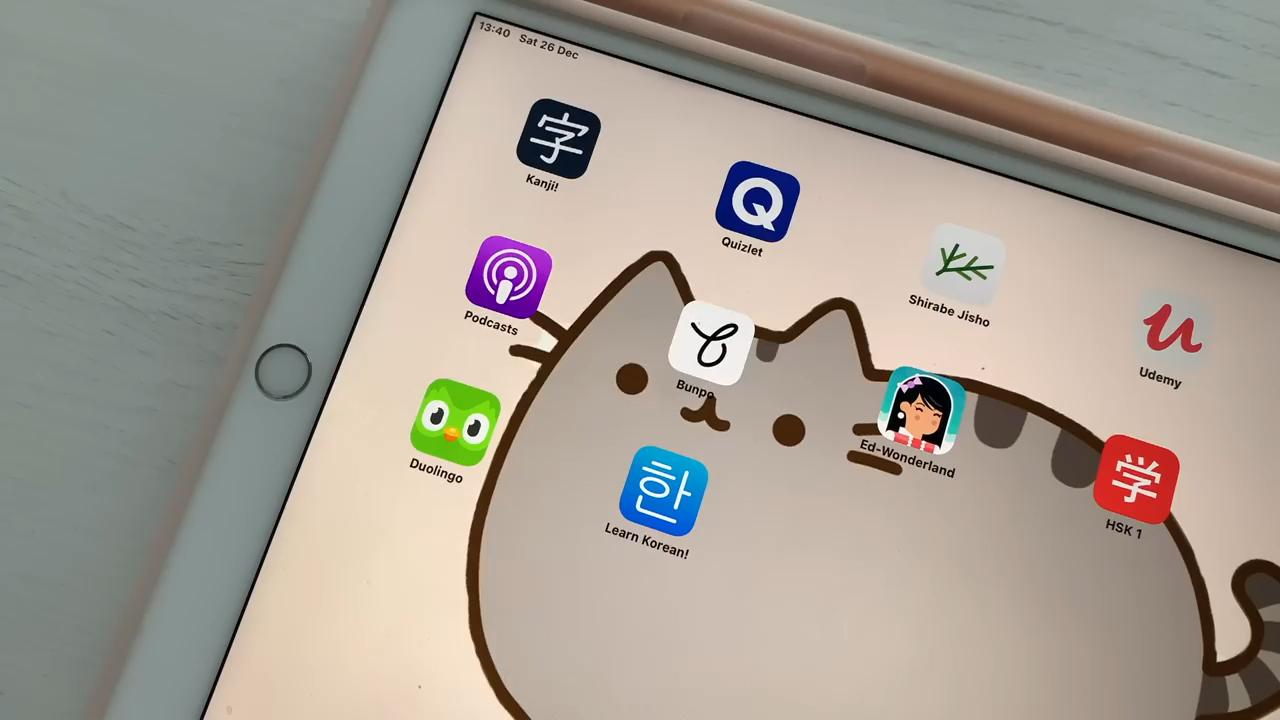 13:40 Sat 26 Dec
字
Kanji!
Q
Quizlet
Shirabe Jisho
u
Udemy
Podcasts
Bunpo
Ed-Wonderland
学
HSK 1
Duolingo
한
Learn Korean!